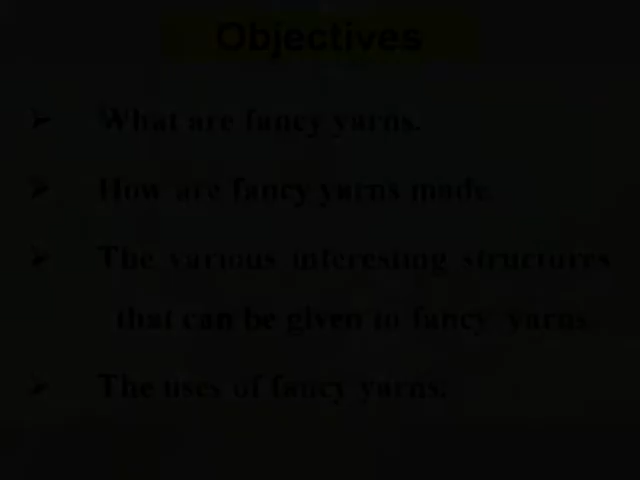 Objectives
What are fancy yarns.
How are fancy yarns made.
The various interesting structures
that can be given to fancy yarns.
The uses of fancy yarns.